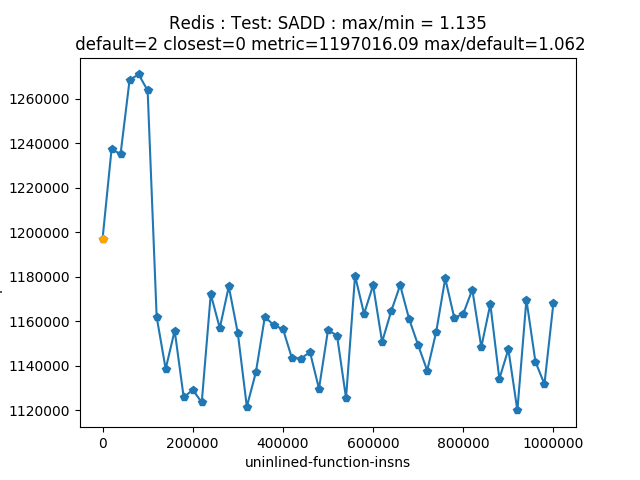 Redis : Test: SADD : max/min = 1.135
default=2 closest=0 metric=1197016.09 max/default=1.062
1260000
1240000
1220000
1200000
1180000
1160000
1140000
1120000
0 200000 400000 600000 800000 1000000
uninlined-function-insns